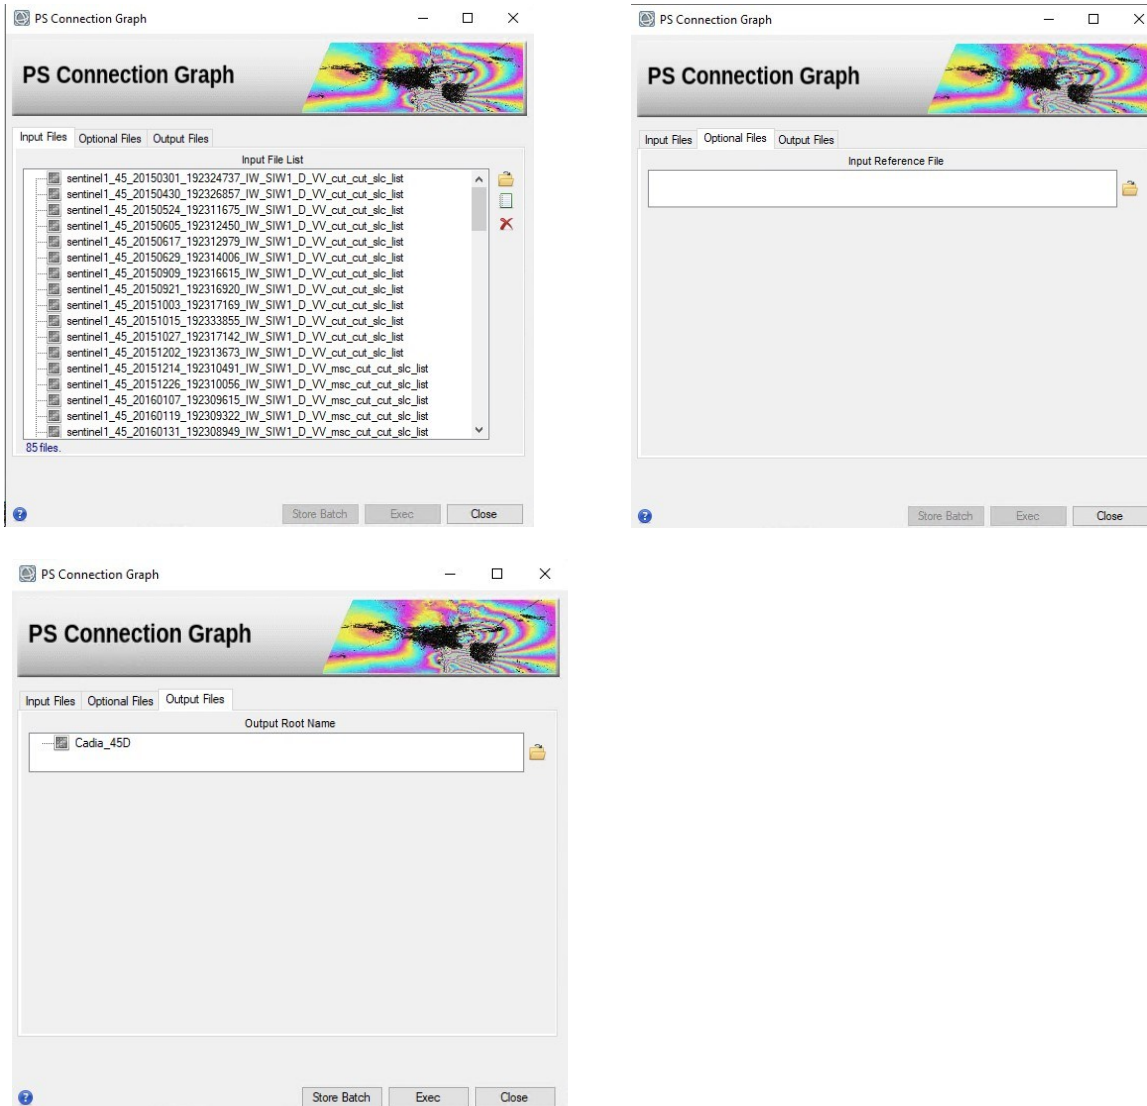 PS Connection Graph
PS Connection Graph
Input Files Optional Files Output Files
Input File List
sentinel1_45_20150301_192324737_IW_SIW1_D_VV_cut_cut_slc_list
sentinel1_45_20150430_192326857_IW_SIW1_D_VV_cut_cut_slc_list
sentinel1_45_20150524_192311675_IW_SIW1_D_VV_cut_cut_slc_list
sentinel1_45_20150605_192312450_IW_SIW1_D_VV_cut_cut_slc_list
sentinel1_45_20150617_192312979_IW_SIW1_D_VV_cut_cut_slc_list
sentinel1_45_20150629_192314006_IW_SIW1_D_VV_cut_cut_slc_list
sentinel1_45_20150909_192316615_IW_SIW1_D_VV_cut_cut_slc_list
sentinel1_45_20150921_192316920_IW_SIW1_D_VV_cut_cut_slc_list
sentinel1_45_20151003_192317169_IW_SIW1_D_VV_cut_cut_slc_list
sentinel1_45_20151015_192333855_IW_SIW1_D_VV_cut_cut_slc_list
sentinel1_45_20151027_192317142_IW_SIW1_D_VV_cut_cut_slc_list
sentinel1_45_20151202_192313673_IW_SIW1_D_VV_cut_cut_slc_list
sentinel1_45_20151214_192310491_IW_SIW1_D_VV_msc_cut_cut_slc_list
sentinel1_45_20151226_192310056_IW_SIW1_D_VV_msc_cut_cut_slc_list
sentinel1_45_20160107_192309615_IW_SIW1_D_VV_msc_cut_cut_slc_list
sentinel1_45_20160119_192309322_IW_SIW1_D_VV_msc_cut_cut_slc_list
sentinel1_45_20160131_192308949_IW_SIW1_D_VV_msc_cut_cut_slc_list
85 files.
Store Batch Exec Close
PS Connection Graph
PS Connection Graph
Input Files Optional Files Output Files
Input Reference File
Store Batch Exec Close
PS Connection Graph
PS Connection Graph
Input Files Optional Files Output Files
Output Root Name
Cadia_45D
Store Batch Exec Close